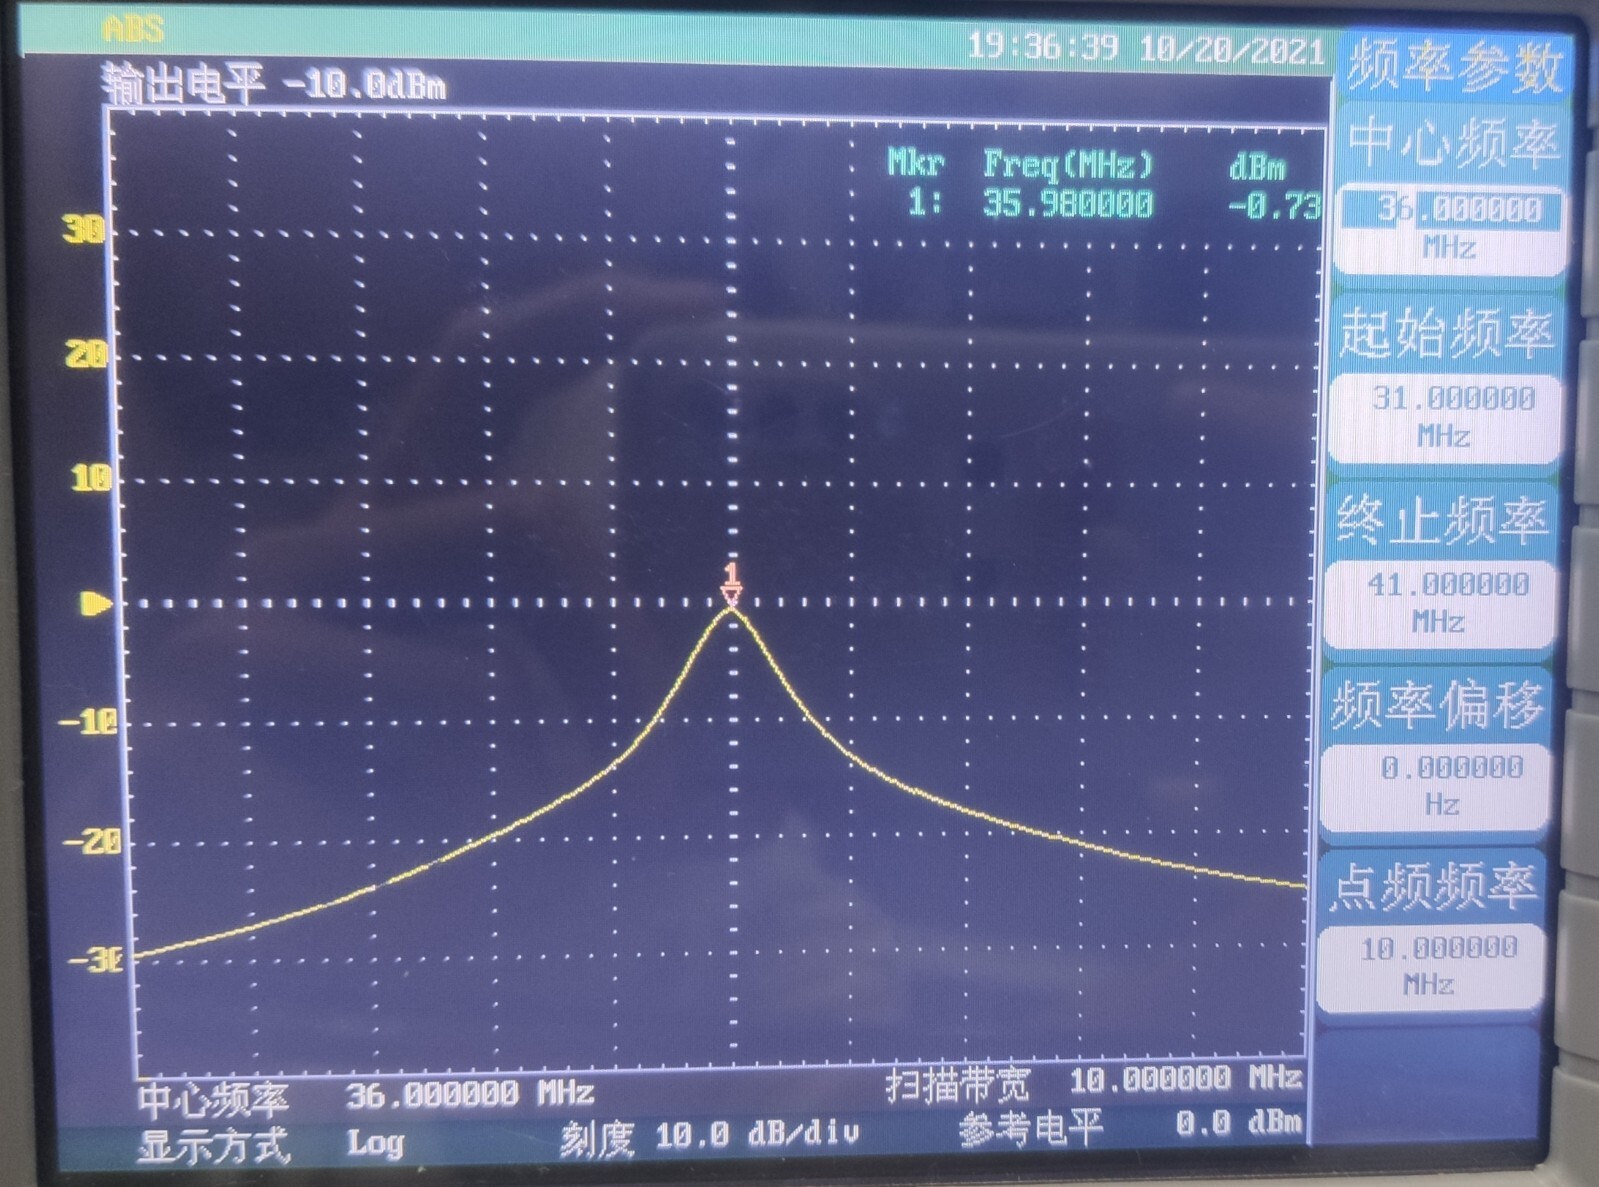 ABS
19:36:39 10/20/2021
输出电平 -10.0dBm
Mkr Freq(MHz) dBm
1: 35.980000 -0.73
30
20
10
-10
-20
-30
1
中心频率 36.000000 MHz 扫描带宽 10.000000 MHz
显示方式 Log 刻度 10.0 dB/div 参考电平 0.0 dBm
频率参数
中心频率
36.000000
MHz
起始频率
31.000000
MHz
终止频率
41.000000
MHz
频率偏移
0.000000
Hz
点频频率
10.000000
MHz